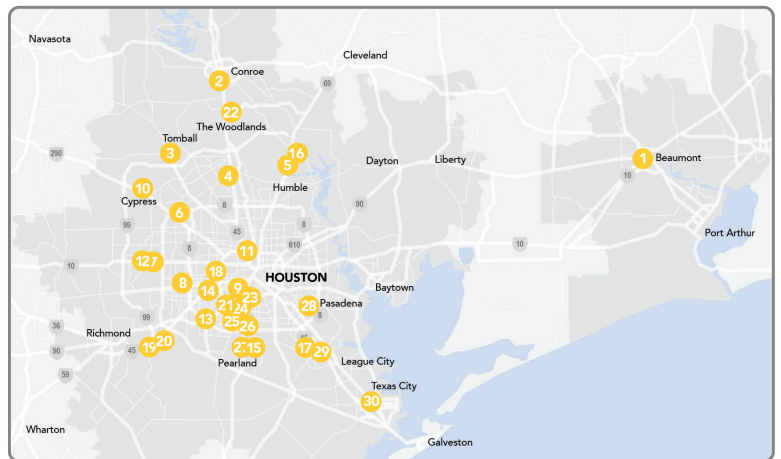 Navasota
Cleveland
Conroe
2
69
22
The Woodlands
Tomball
290
3
16
5
Dayton
Liberty
1
Beaumont
4
10
10
Humble
Cypress
8
90
6
99
8
45
Port Arthur
8
610
10
11
12
7
10
18
HOUSTON
8
14
9
Baytown
23
21
24
28
Pasadena
8
99
13
25
26
36
Richmond
20
45
90
19
45
27
15
17
29
Pearland
League City
59
Texas City
30
Wharton
Galveston